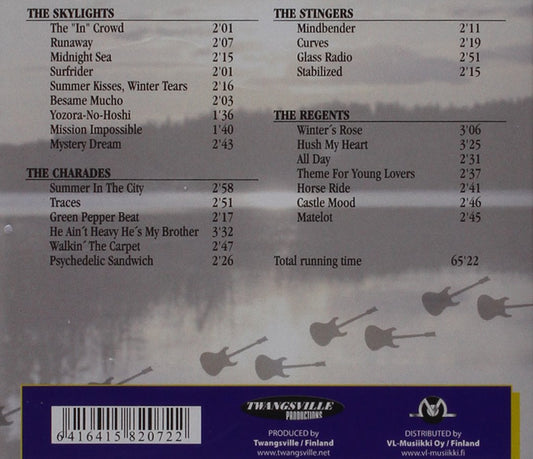 THE SKYLIGHTS
The "In" Crowd 2'01
Runaway 2'07
Midnight Sea 2'15
Surfrider 2'01
Summer Kisses, Winter Tears 2'16
Besame Mucho 2'03
Yozora-No-Hoshi 1'36
Mission Impossible 1'40
Mystery Dream 2'43
THE CHARADES
Summer In The City 2'58
Traces 2'51
Green Pepper Beat 2'17
He Ain´t Heavy He´s My Brother 3'32
Walkin´ The Carpet 2'47
Psychedelic Sandwich 2'26
THE STINGERS
Mindbender 2'11
Curves 2'19
Glass Radio 2'51
Stabilized 2'15
THE REGENTS
Winter´s Rose 3'06
Hush My Heart 3'25
All Day 2'31
Theme For Young Lovers 2'37
Horse Ride 2'41
Castle Mood 2'46
Matelot 2'45
Total running time 65'22
6 416415 820722
TWANGSVILLE
PRODUCTIONS
PRODUCED by
Twangsville / Finland
www.twangsville.net
DISTRIBUTED by
VL-Musiikki Oy / Finland
www.vl-musiikki.fi